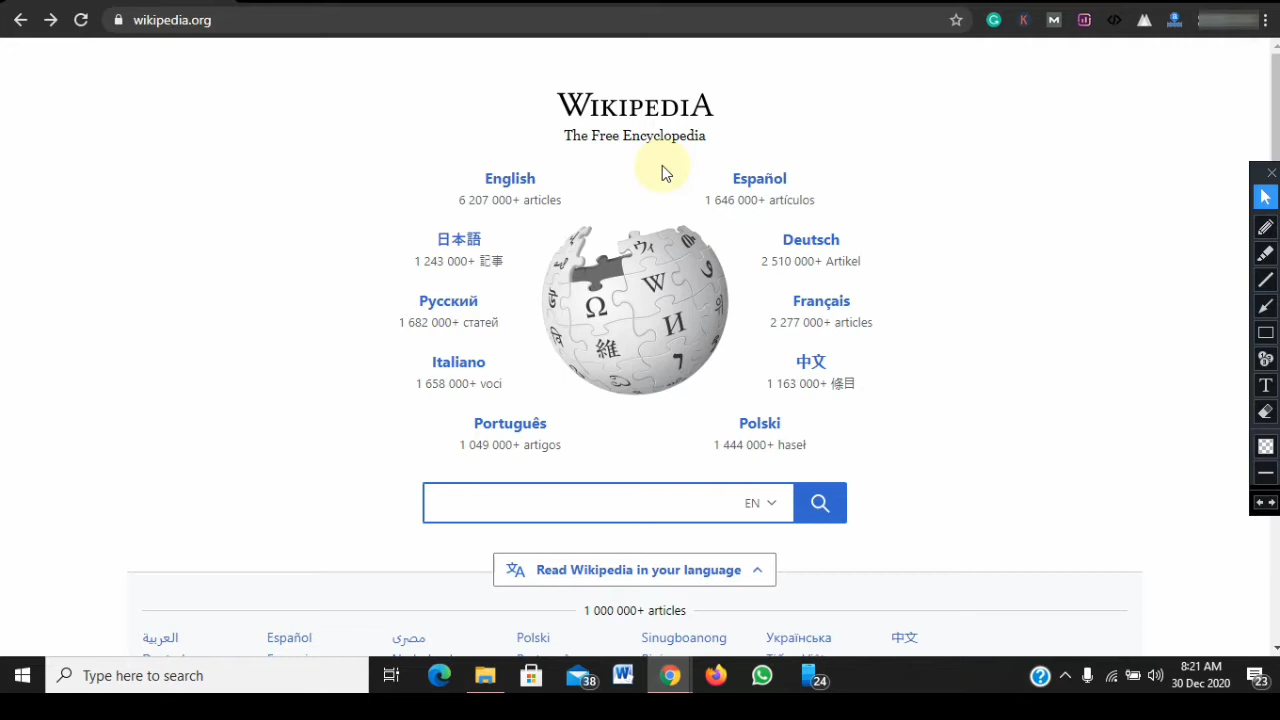 wikipedia.org
WIKIPEDIA
The Free Encyclopedia
English
6 207 000+ articles
Español
1 646 000+ artículos
日本語
1 243 000+ 記事
Deutsch
2 510 000+ Artikel
Русский
1 682 000+ статей
Français
2 277 000+ articles
Italiano
1 658 000+ voci
中文
1 163 000+ 條目
Português
1 049 000+ artigos
Polski
1 444 000+ haseł
EN
Read Wikipedia in your language
1 000 000+ articles
العربية Español مصرى Polski Sinugboanong Українська 中文
Type here to search
38
24
8:21 AM
30 Dec 2020
23